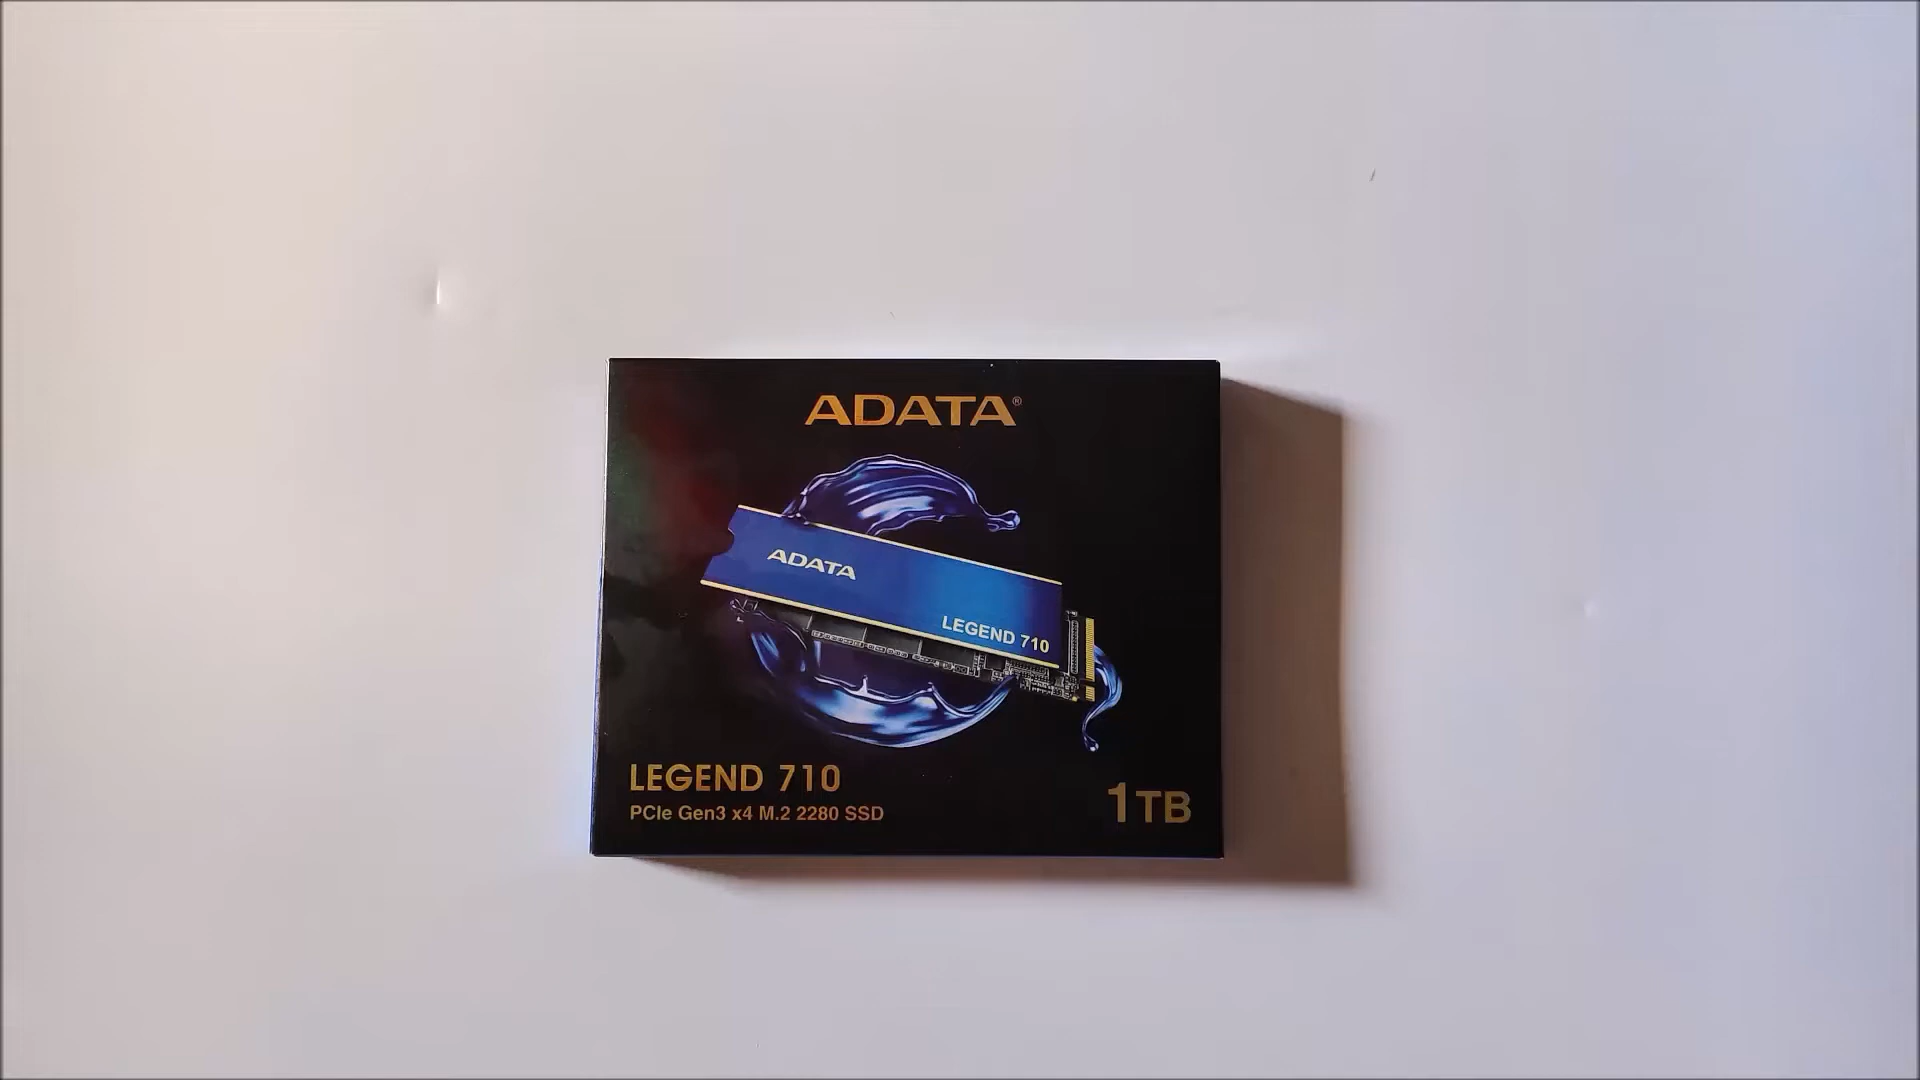 ADATA®
ADATA
LEGEND 710
LEGEND 710
PCIe Gen3 x4 M.2 2280 SSD
1TB